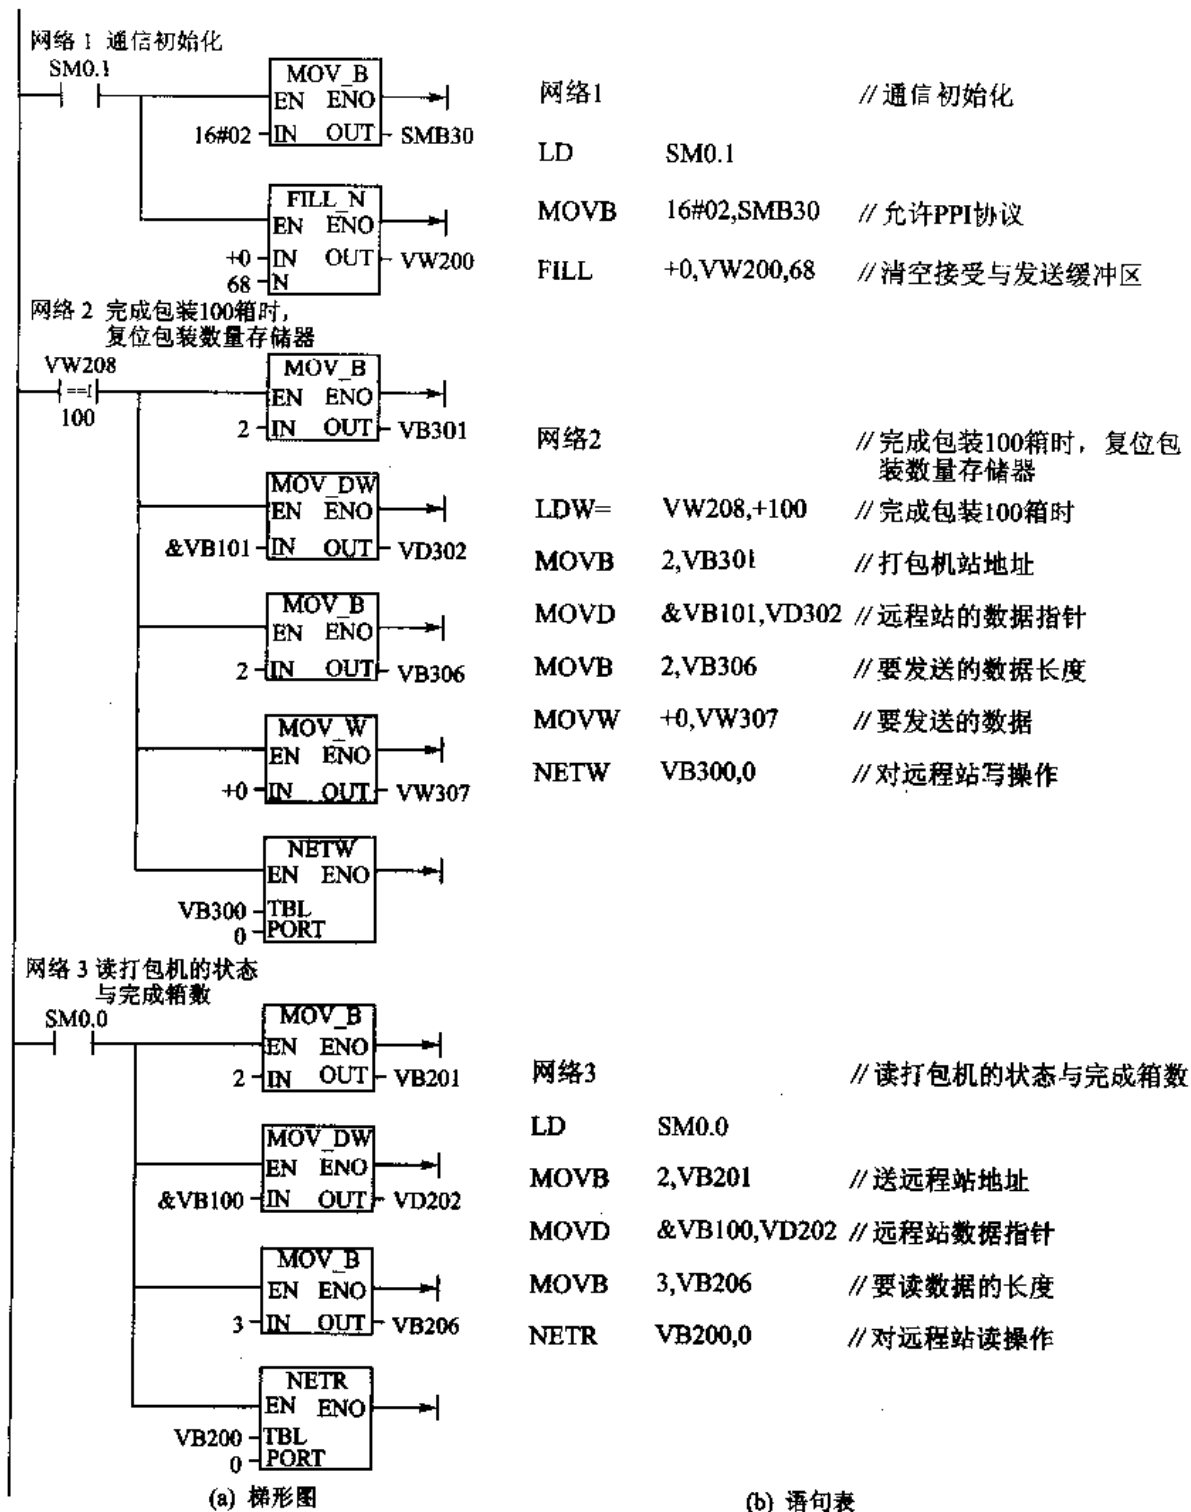 网络 1 通信初始化
SM0.1
MOV_B
EN ENO
16#02 IN OUT SMB30
FILL_N
EN ENO
+0 IN OUT VW200
68 N
网络 2 完成包装100箱时,
复位包装数量存储器
VW208
==I
100
MOV_B
EN ENO
2 IN OUT VB301
MOV_DW
EN ENO
&VB101 IN OUT VD302
MOV_B
EN ENO
2 IN OUT VB306
MOV_W
EN ENO
+0 IN OUT VW307
NETW
EN ENO
VB300 TBL
0 PORT
网络 3 读打包机的状态
与完成箱数
SM0.0
MOV_B
EN ENO
2 IN OUT VB201
MOV_DW
EN ENO
&VB100 IN OUT VD202
MOV_B
EN ENO
3 IN OUT VB206
NETR
EN ENO
VB200 TBL
0 PORT
(a) 梯形图
网络1 //通信初始化
LD SM0.1
MOVB 16#02,SMB30 //允许PPI协议
FILL +0,VW200,68 //清空接受与发送缓冲区
网络2 //完成包装100箱时，复位包
装数量存储器
LDW= VW208,+100 //完成包装100箱时
MOVB 2,VB301 //打包机站地址
MOVD &VB101,VD302 //远程站的数据指针
MOVB 2,VB306 //要发送的数据长度
MOVW +0,VW307 //要发送的数据
NETW VB300,0 //对远程站写操作
网络3 //读打包机的状态与完成箱数
LD SM0.0
MOVB 2,VB201 //送远程站地址
MOVD &VB100,VD202 //远程站数据指针
MOVB 3,VB206 //要读数据的长度
NETR VB200,0 //对远程站读操作
(b) 语句表